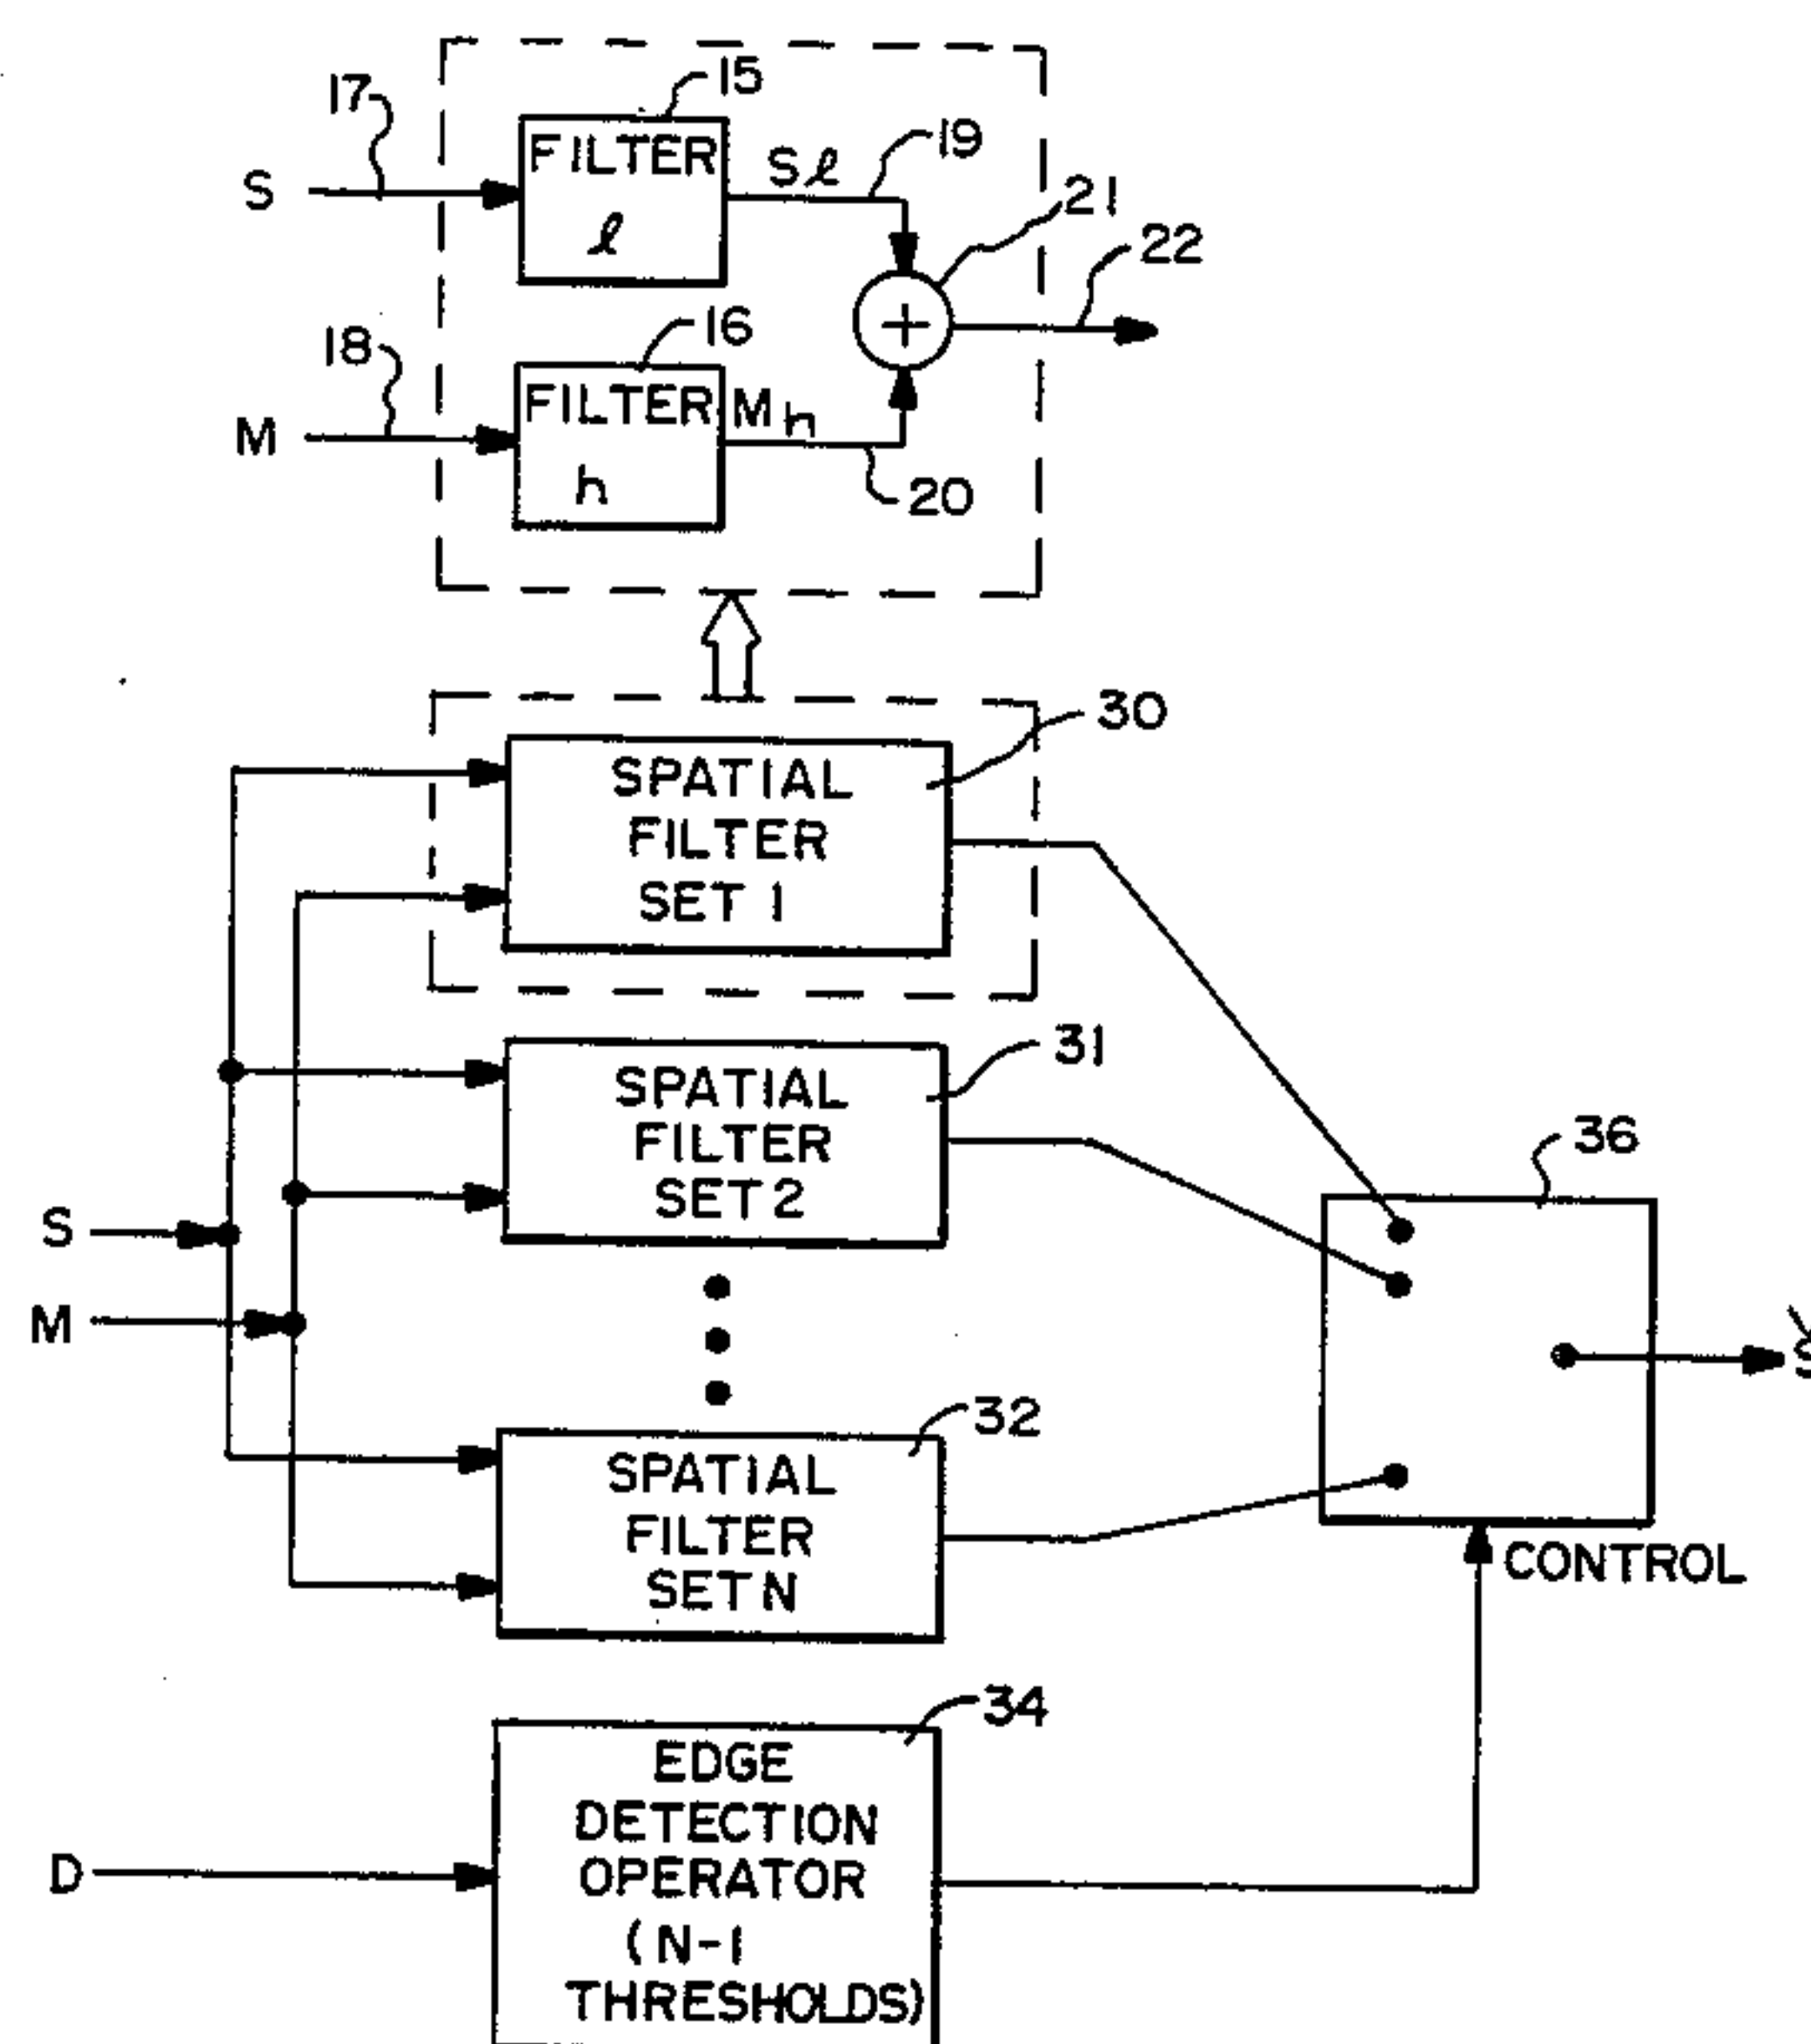 15
17
FILTER
S
Sℓ
19
ℓ
21
22
16
18
FILTER
M
Mh
h
20
30
SPATIAL
FILTER
SET 1
31
SPATIAL
FILTER
SET 2
36
S
M
S
32
SPATIAL
FILTER
SET N
CONTROL
34
EDGE
DETECTION
D
OPERATOR
(N-1
THRESHOLDS)